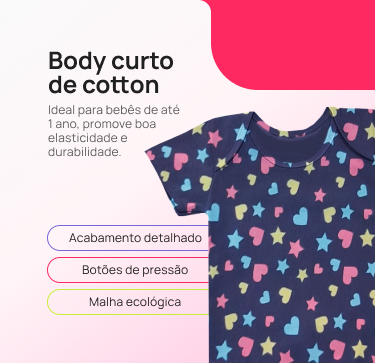 Body curto
de cotton
Ideal para bebês de até
1 ano, promove boa
elasticidade e
durabilidade.
Acabamento detalhado
Botões de pressão
Malha ecológica